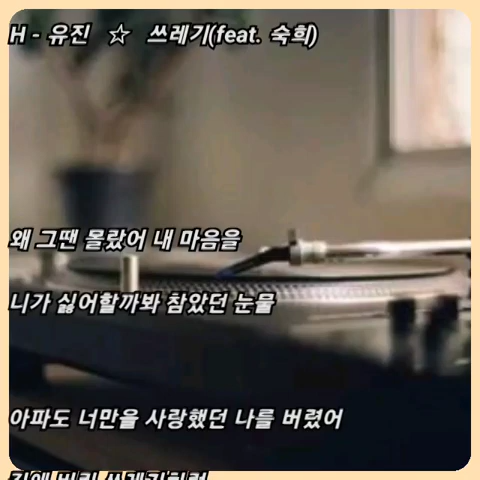 H - 유진 ☆ 쓰레기(feat. 숙희)
왜 그땐 몰랐어 내 마음을
니가 싫어할까봐 참았던 눈물
아파도 너만을 사랑했던 나를 버렸어